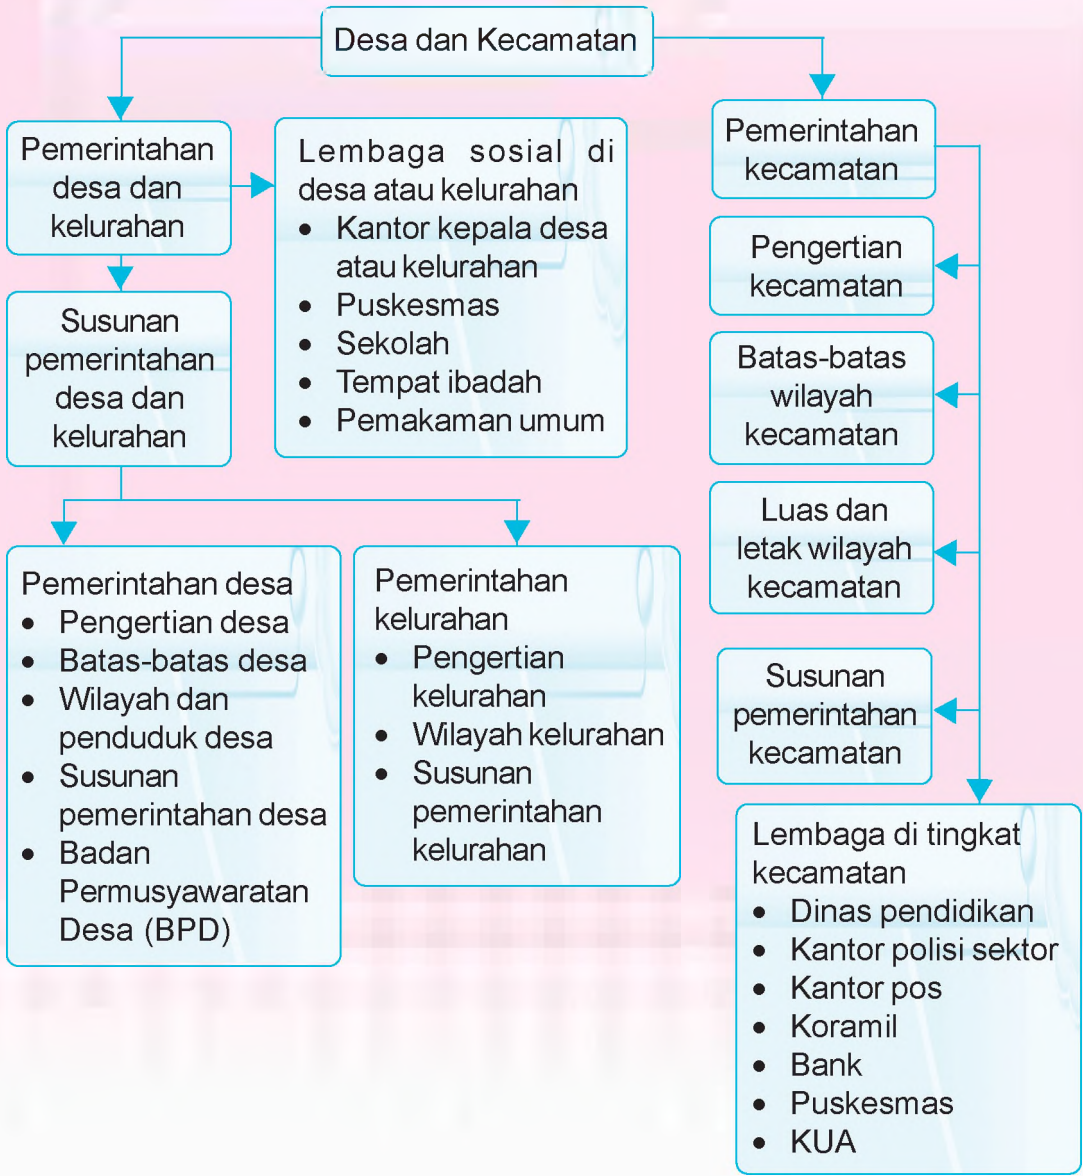 Desa dan Kecamatan
Pemerintahan
desa dan
kelurahan
Lembaga sosial di
desa atau kelurahan
• Kantor kepala desa
atau kelurahan
• Puskesmas
• Sekolah
• Tempat ibadah
• Pemakaman umum
Susunan
pemerintahan
desa dan
kelurahan
Pemerintahan desa
• Pengertian desa
• Batas-batas desa
• Wilayah dan
penduduk desa
• Susunan
pemerintahan desa
• Badan
Permusyawaratan
Desa (BPD)
Pemerintahan
kelurahan
• Pengertian
kelurahan
• Wilayah kelurahan
• Susunan
pemerintahan
kelurahan
Pemerintahan
kecamatan
Pengertian
kecamatan
Batas-batas
wilayah
kecamatan
Luas dan
letak wilayah
kecamatan
Susunan
pemerintahan
kecamatan
Lembaga di tingkat
kecamatan
• Dinas pendidikan
• Kantor polisi sektor
• Kantor pos
• Koramil
• Bank
• Puskesmas
• KUA